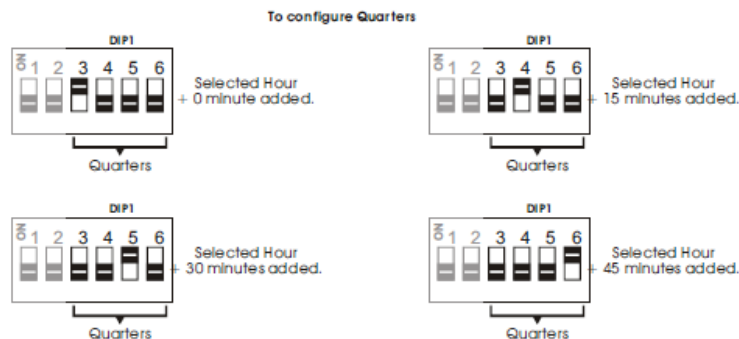 To configure Quarters
DIP1
ON 1 2 3 4 5 6
Selected Hour
+ 0 minute added.
Quarters
DIP1
ON 1 2 3 4 5 6
Selected Hour
+ 15 minutes added.
Quarters
DIP1
ON 1 2 3 4 5 6
Selected Hour
+ 30 minutes added.
Quarters
DIP1
ON 1 2 3 4 5 6
Selected Hour
+ 45 minutes added.
Quarters